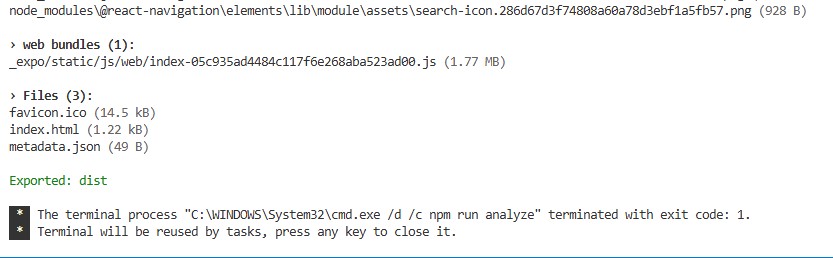 node_modules\@react-navigation\elements\lib\module\assets\search-icon.286d67d3f74808a60a78d3ebf1a5fb57.png (928 B)
› web bundles (1):
_expo/static/js/web/index-05c935ad4484c117f6e268aba523ad00.js (1.77 MB)
› Files (3):
favicon.ico (14.5 kB)
index.html (1.22 kB)
metadata.json (49 B)
Exported: dist
* The terminal process "C:\WINDOWS\System32\cmd.exe /d /c npm run analyze" terminated with exit code: 1.
* Terminal will be reused by tasks, press any key to close it.